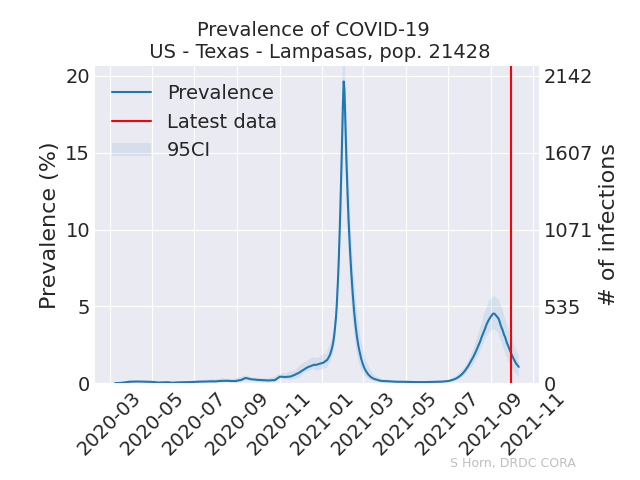 Prevalence of COVID-19
US - Texas - Lampasas, pop. 21428
Prevalence
Latest data
95CI
Prevalence (%)
20
15
10
5
0
2142
1607
1071
535
0
# of infections
2020-03
2020-05
2020-07
2020-09
2020-11
2021-01
2021-03
2021-05
2021-07
2021-09
2021-11
S Horn, DRDC CORA